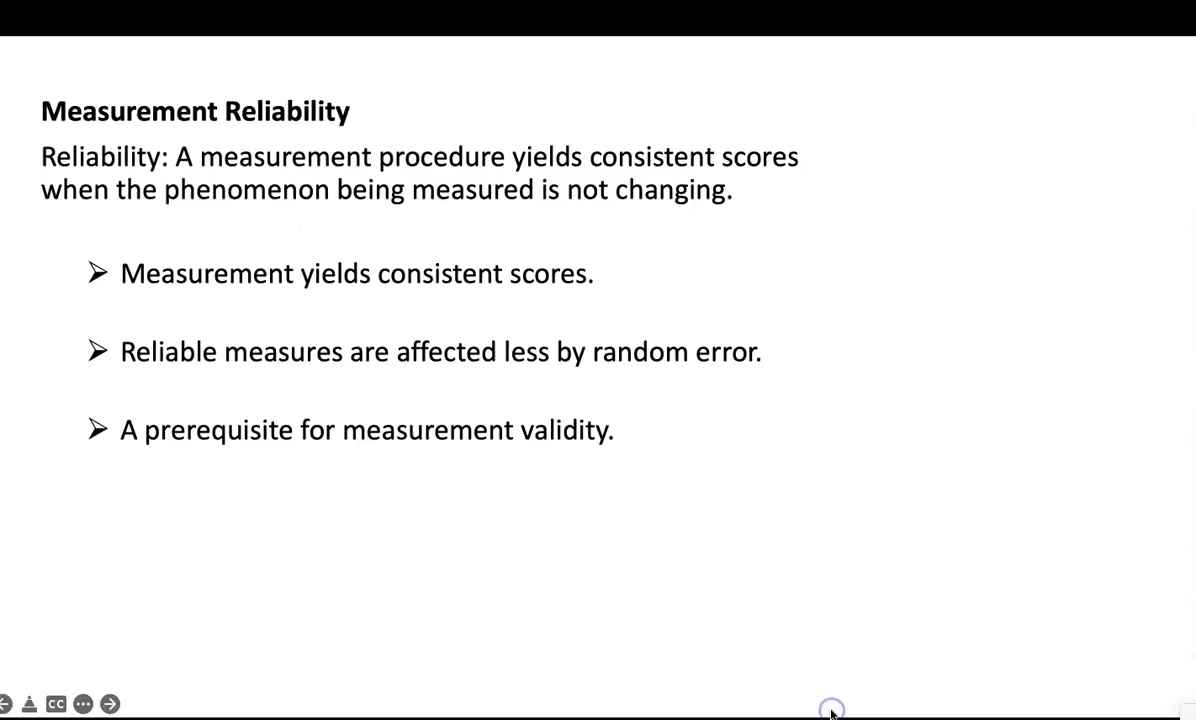 Measurement Reliability
Reliability: A measurement procedure yields consistent scores
when the phenomenon being measured is not changing.
➢ Measurement yields consistent scores.
➢ Reliable measures are affected less by random error.
➢ A prerequisite for measurement validity.
CC